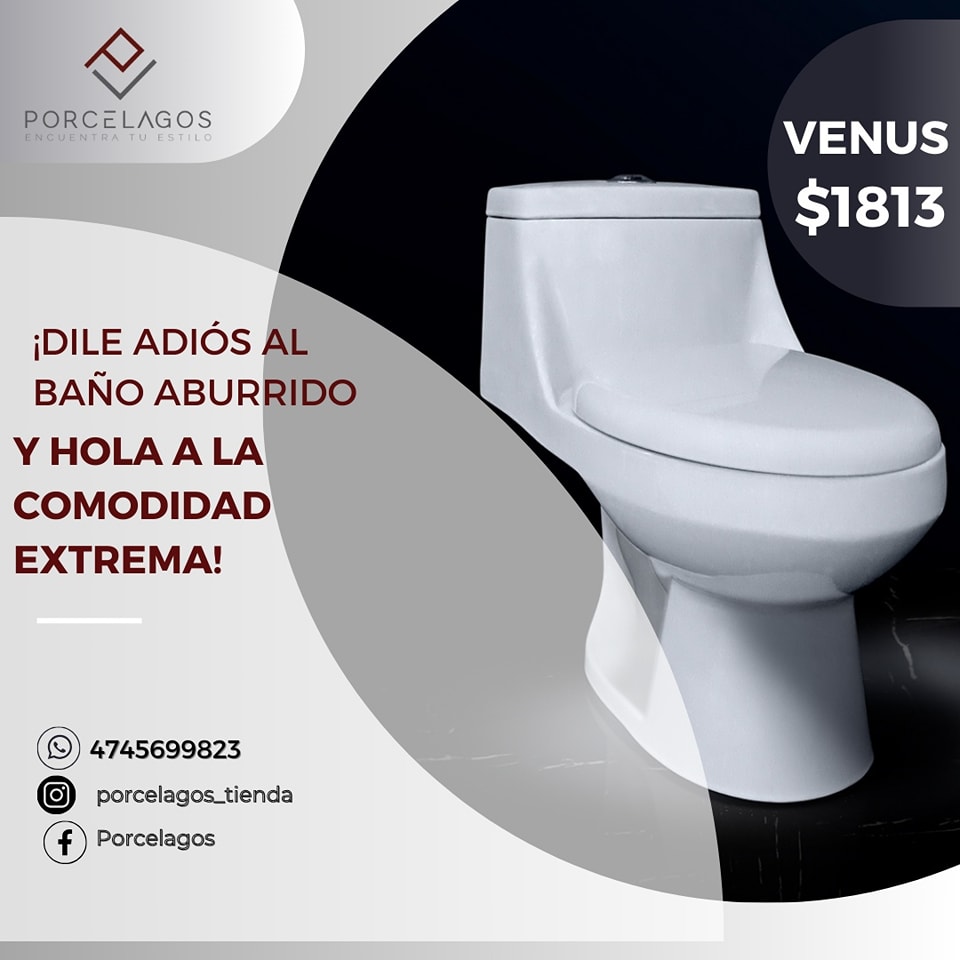 PORCELAGOS
ENCUENTRA TU ESTILO
VENUS
$1813
¡DILE ADIÓS AL
BAÑO ABURRIDO
Y HOLA A LA
COMODIDAD
EXTREMA!
4745699823
porcelagos_tienda
Porcelagos